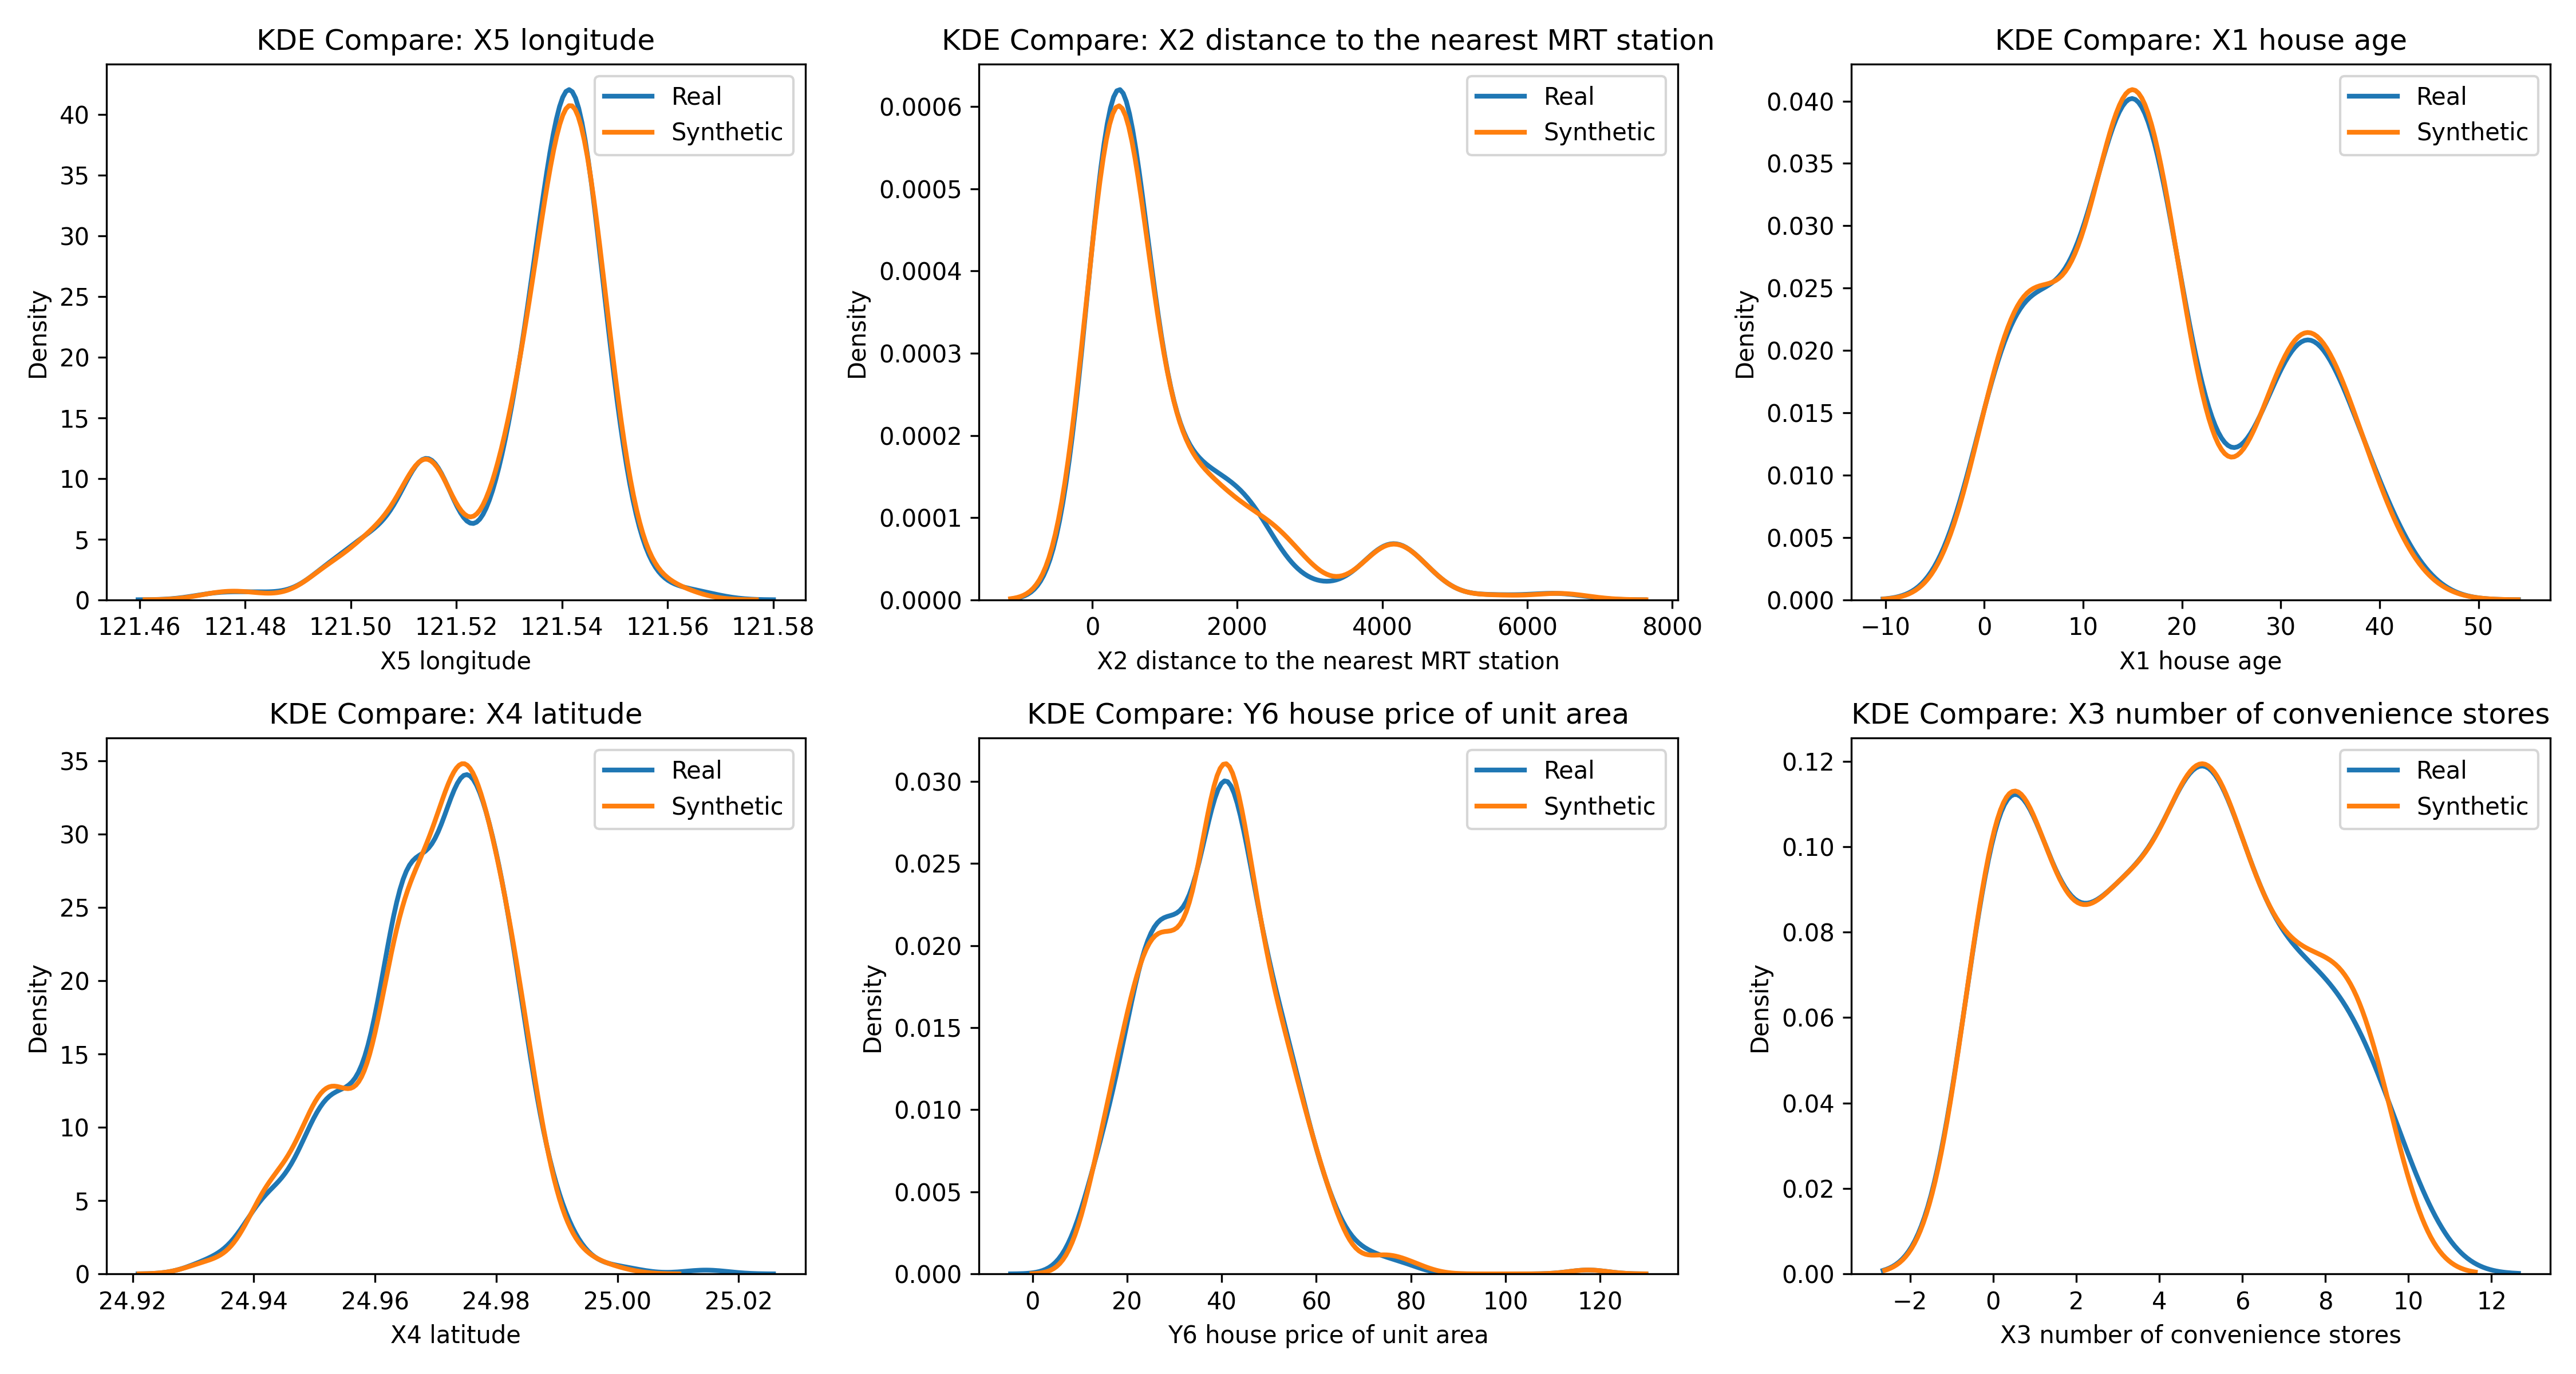 KDE Compare: X5 longitude
Real
Synthetic
40
35
30
25
20
15
10
5
0
Density
121.46 121.48 121.50 121.52 121.54 121.56 121.58
X5 longitude
KDE Compare: X2 distance to the nearest MRT station
Real
Synthetic
0.0006
0.0005
0.0004
0.0003
0.0002
0.0001
0.0000
Density
0 2000 4000 6000 8000
X2 distance to the nearest MRT station
KDE Compare: X1 house age
Real
Synthetic
0.040
0.035
0.030
0.025
0.020
0.015
0.010
0.005
0.000
Density
−10 0 10 20 30 40 50
X1 house age
KDE Compare: X4 latitude
Real
Synthetic
35
30
25
20
15
10
5
0
Density
24.92 24.94 24.96 24.98 25.00 25.02
X4 latitude
KDE Compare: Y6 house price of unit area
Real
Synthetic
0.030
0.025
0.020
0.015
0.010
0.005
0.000
Density
0 20 40 60 80 100 120
Y6 house price of unit area
KDE Compare: X3 number of convenience stores
Real
Synthetic
0.12
0.10
0.08
0.06
0.04
0.02
0.00
Density
−2 0 2 4 6 8 10 12
X3 number of convenience stores